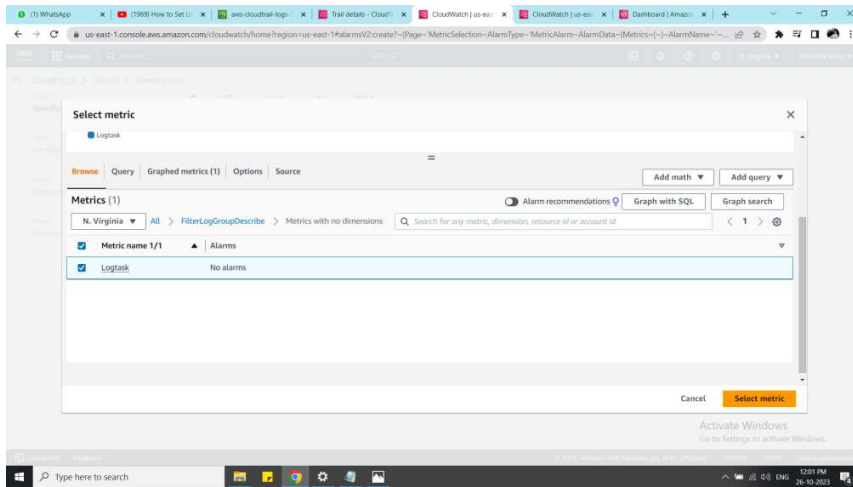 (1) WhatsApp
(1969) How to Set U
aws-cloudtrail-logs-
Trail details - CloudT
CloudWatch | us-eas
CloudWatch | us-eas
Dashboard | Amazon
us-east-1.console.aws.amazon.com/cloudwatch/home?region=us-east-1#alarmsV2:create?~(Page~'MetricSelection~AlarmType~'MetricAlarm~AlarmData~(Metrics~(~)~AlarmName~'~...
Select metric
Logtask
Browse Query Graphed metrics (1) Options Source
Add math Add query
Metrics (1)
Alarm recommendations Graph with SQL Graph search
N. Virginia All > FilterLogGroupDescribe > Metrics with no dimensions Search for any metric, dimension, resource id or account id < 1 >
Metric name 1/1 Alarms
Logtask No alarms
Cancel Select metric
Activate Windows
Go to Settings to activate Windows.
Type here to search
ENG
12:01 PM
26-10-2023